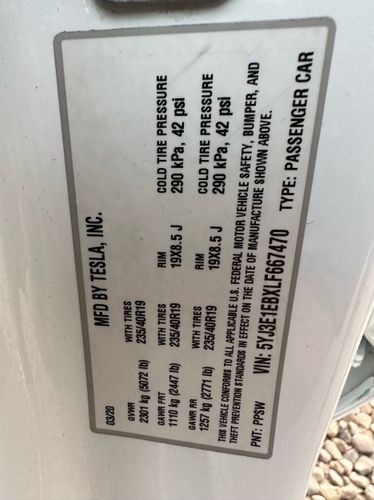 MFD BY TESLA, INC.
03/20
GVWR
2301 kg (5072 lb)
GAWR FRT WITH TIRES RIM COLD TIRE PRESSURE
1110 kg (2447 lb) 235/40R19 19X8.5 J 290 kPa, 42 psi
GAWR RR WITH TIRES RIM COLD TIRE PRESSURE
1257 kg (2771 lb) 235/40R19 19X8.5 J 290 kPa, 42 psi
THIS VEHICLE CONFORMS TO ALL APPLICABLE U.S. FEDERAL MOTOR VEHICLE SAFETY, BUMPER, AND
THEFT PREVENTION STANDARDS IN EFFECT ON THE DATE OF MANUFACTURE SHOWN ABOVE.
PNT: PPSW VIN: 5YJ3E1EBXLF667470 TYPE: PASSENGER CAR